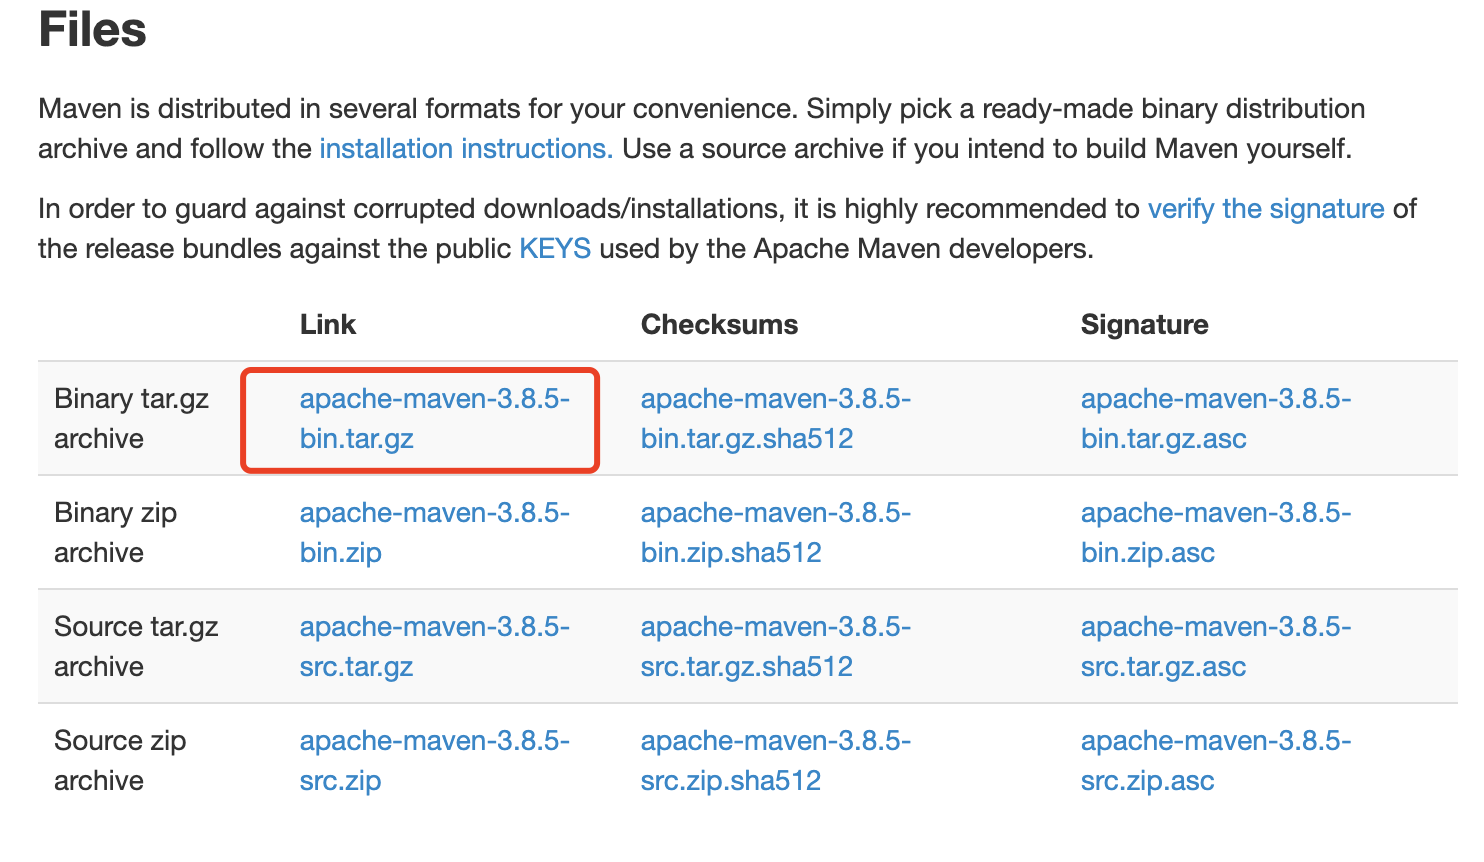 Files
Maven is distributed in several formats for your convenience. Simply pick a ready-made binary distribution
archive and follow the installation instructions. Use a source archive if you intend to build Maven yourself.
In order to guard against corrupted downloads/installations, it is highly recommended to verify the signature of
the release bundles against the public KEYS used by the Apache Maven developers.
Link Checksums Signature
Binary tar.gz apache-maven-3.8.5- apache-maven-3.8.5- apache-maven-3.8.5-
archive bin.tar.gz bin.tar.gz.sha512 bin.tar.gz.asc
Binary zip apache-maven-3.8.5- apache-maven-3.8.5- apache-maven-3.8.5-
archive bin.zip bin.zip.sha512 bin.zip.asc
Source tar.gz apache-maven-3.8.5- apache-maven-3.8.5- apache-maven-3.8.5-
archive src.tar.gz src.tar.gz.sha512 src.tar.gz.asc
Source zip apache-maven-3.8.5- apache-maven-3.8.5- apache-maven-3.8.5-
archive src.zip src.zip.sha512 src.zip.asc